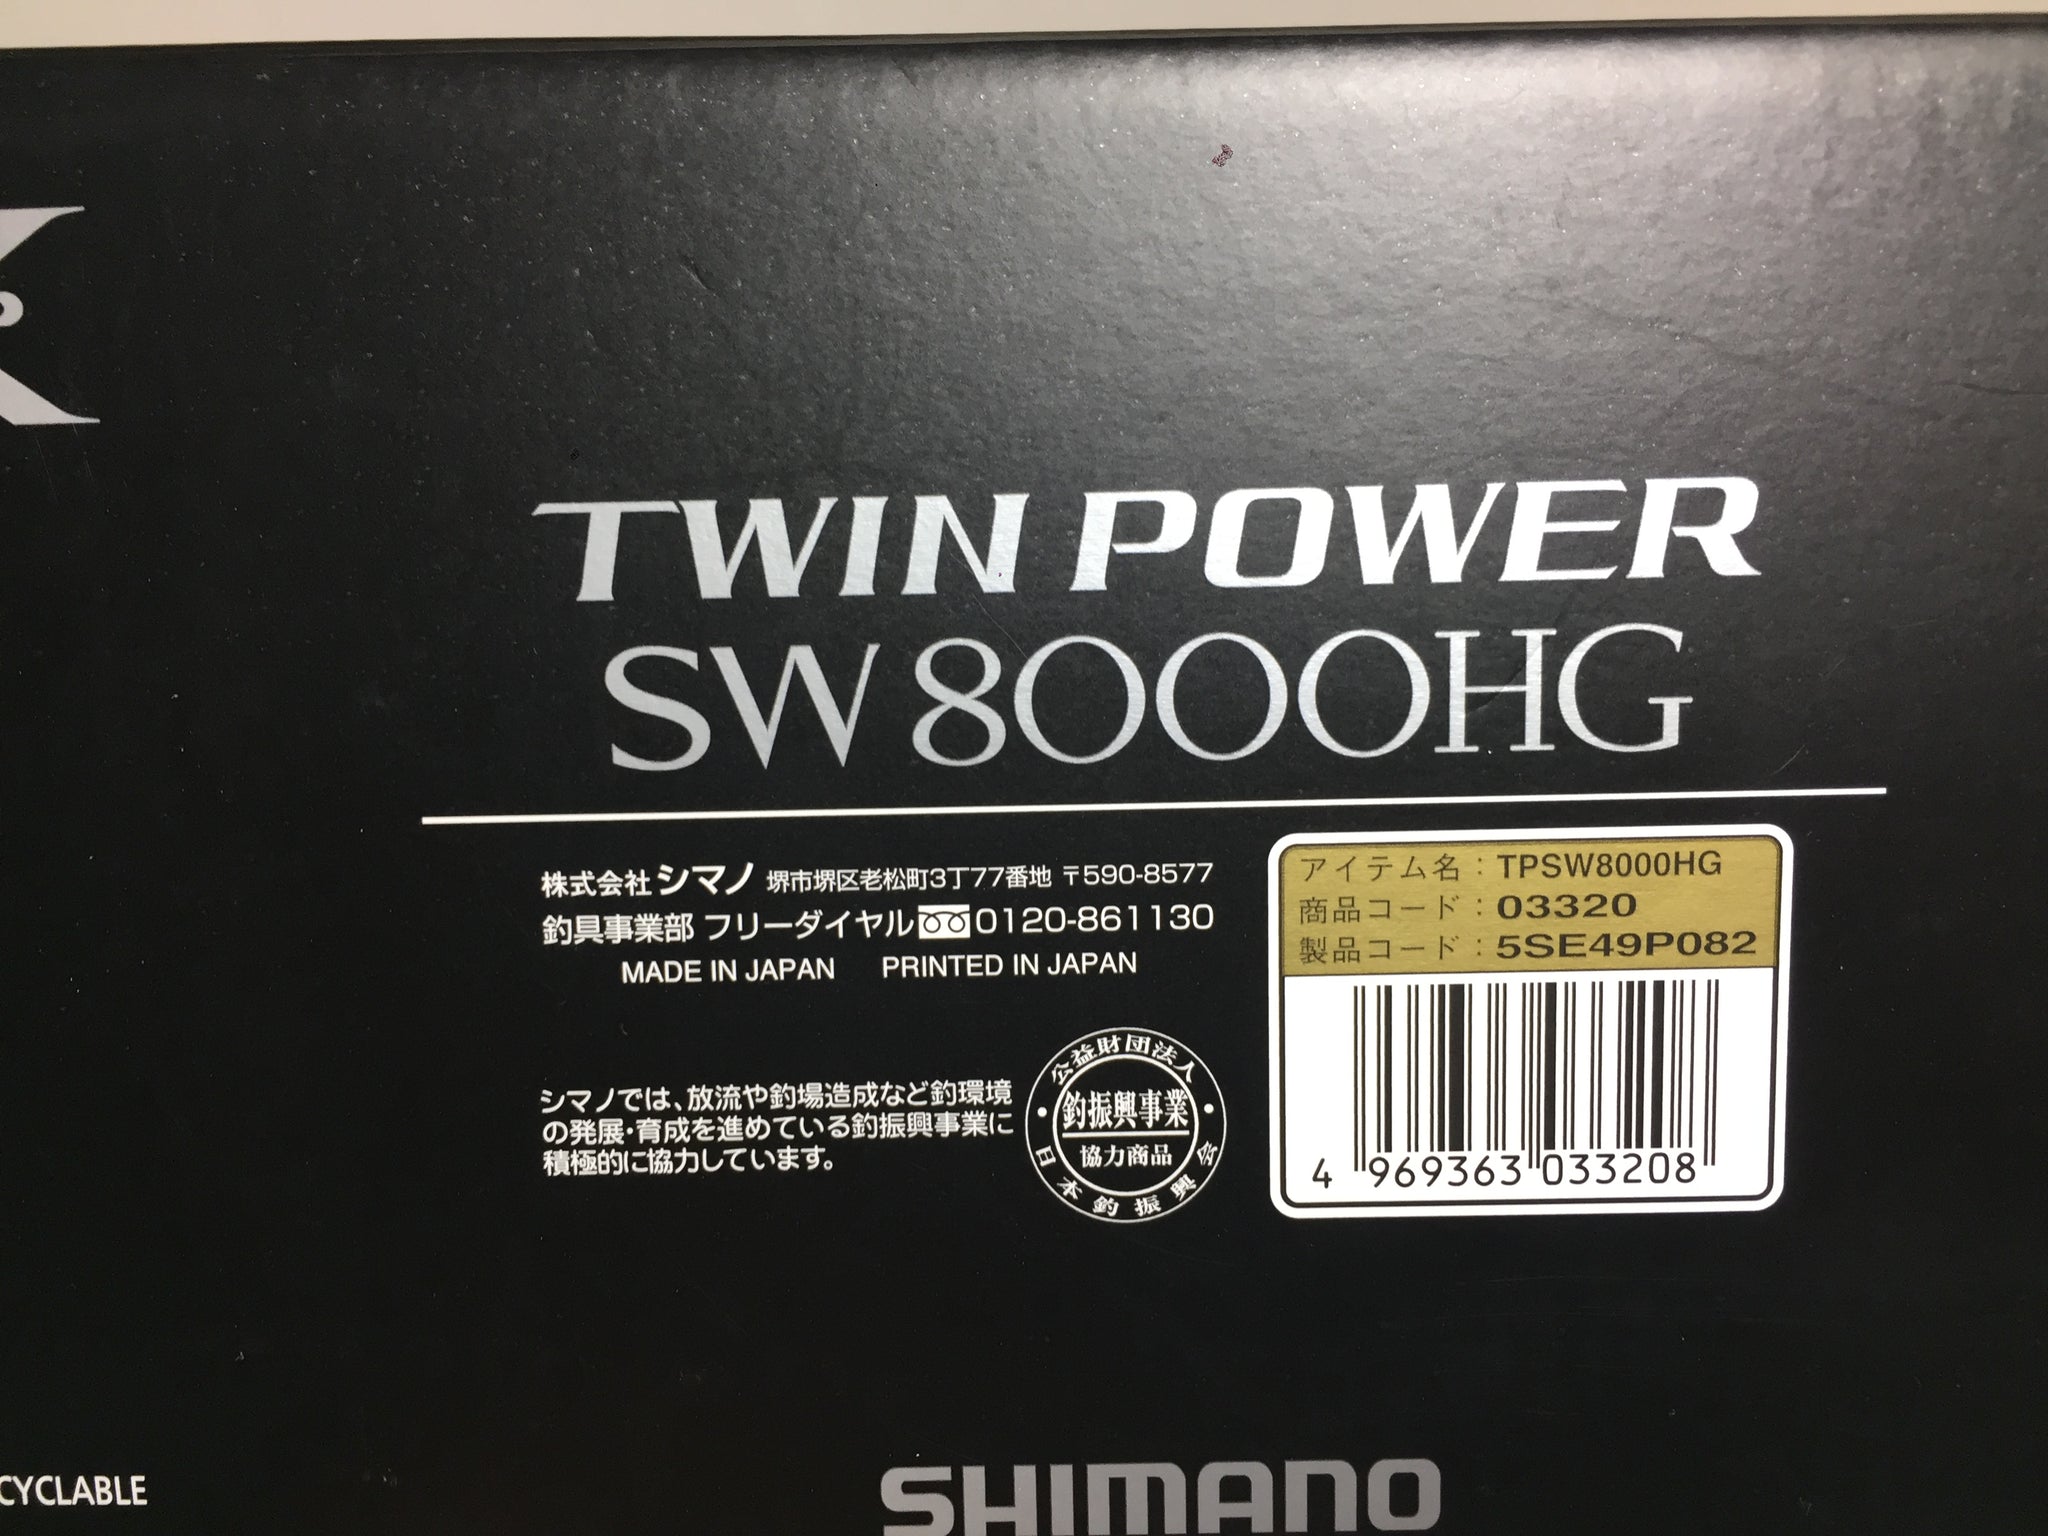 TWIN POWER
SW8000HG
株式会社シマノ 堺市堺区老松町3丁77番地 〒590-8577
釣具事業部 フリーダイヤル 0120-861130
MADE IN JAPAN PRINTED IN JAPAN
シマノでは、放流や釣場造成など釣環境
の発展・育成を進めている釣振興事業に
積極的に協力しています。
公益財団法人
釣振興事業
協力商品
日本釣振興会
アイテム名:TPSW8000HG
商品コード:03320
製品コード:5SE49P082
4 969363 033208
CYCLABLE
SHIMANO